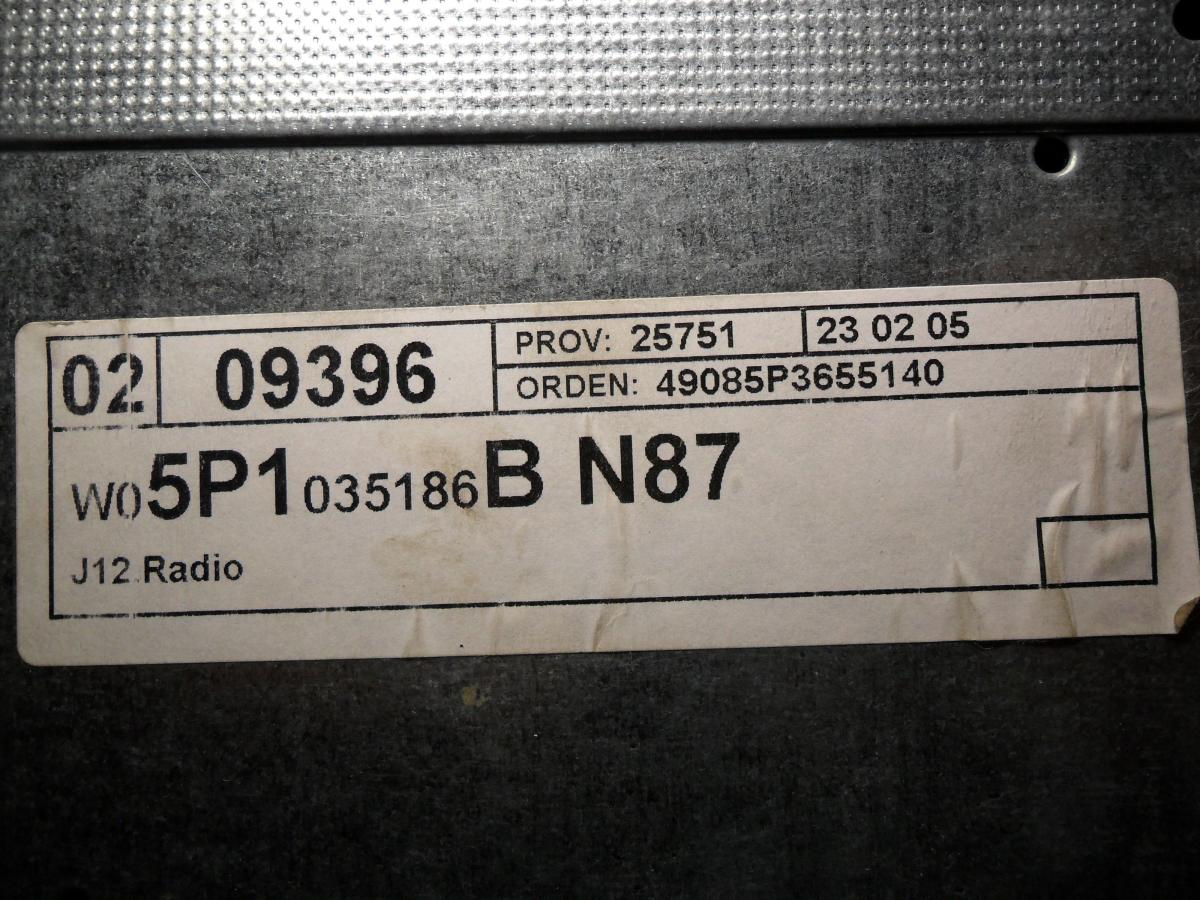 02 09396 PROV: 25751 23 02 05
ORDEN: 49085P3655140
W05P1035186B N87
J12.Radio